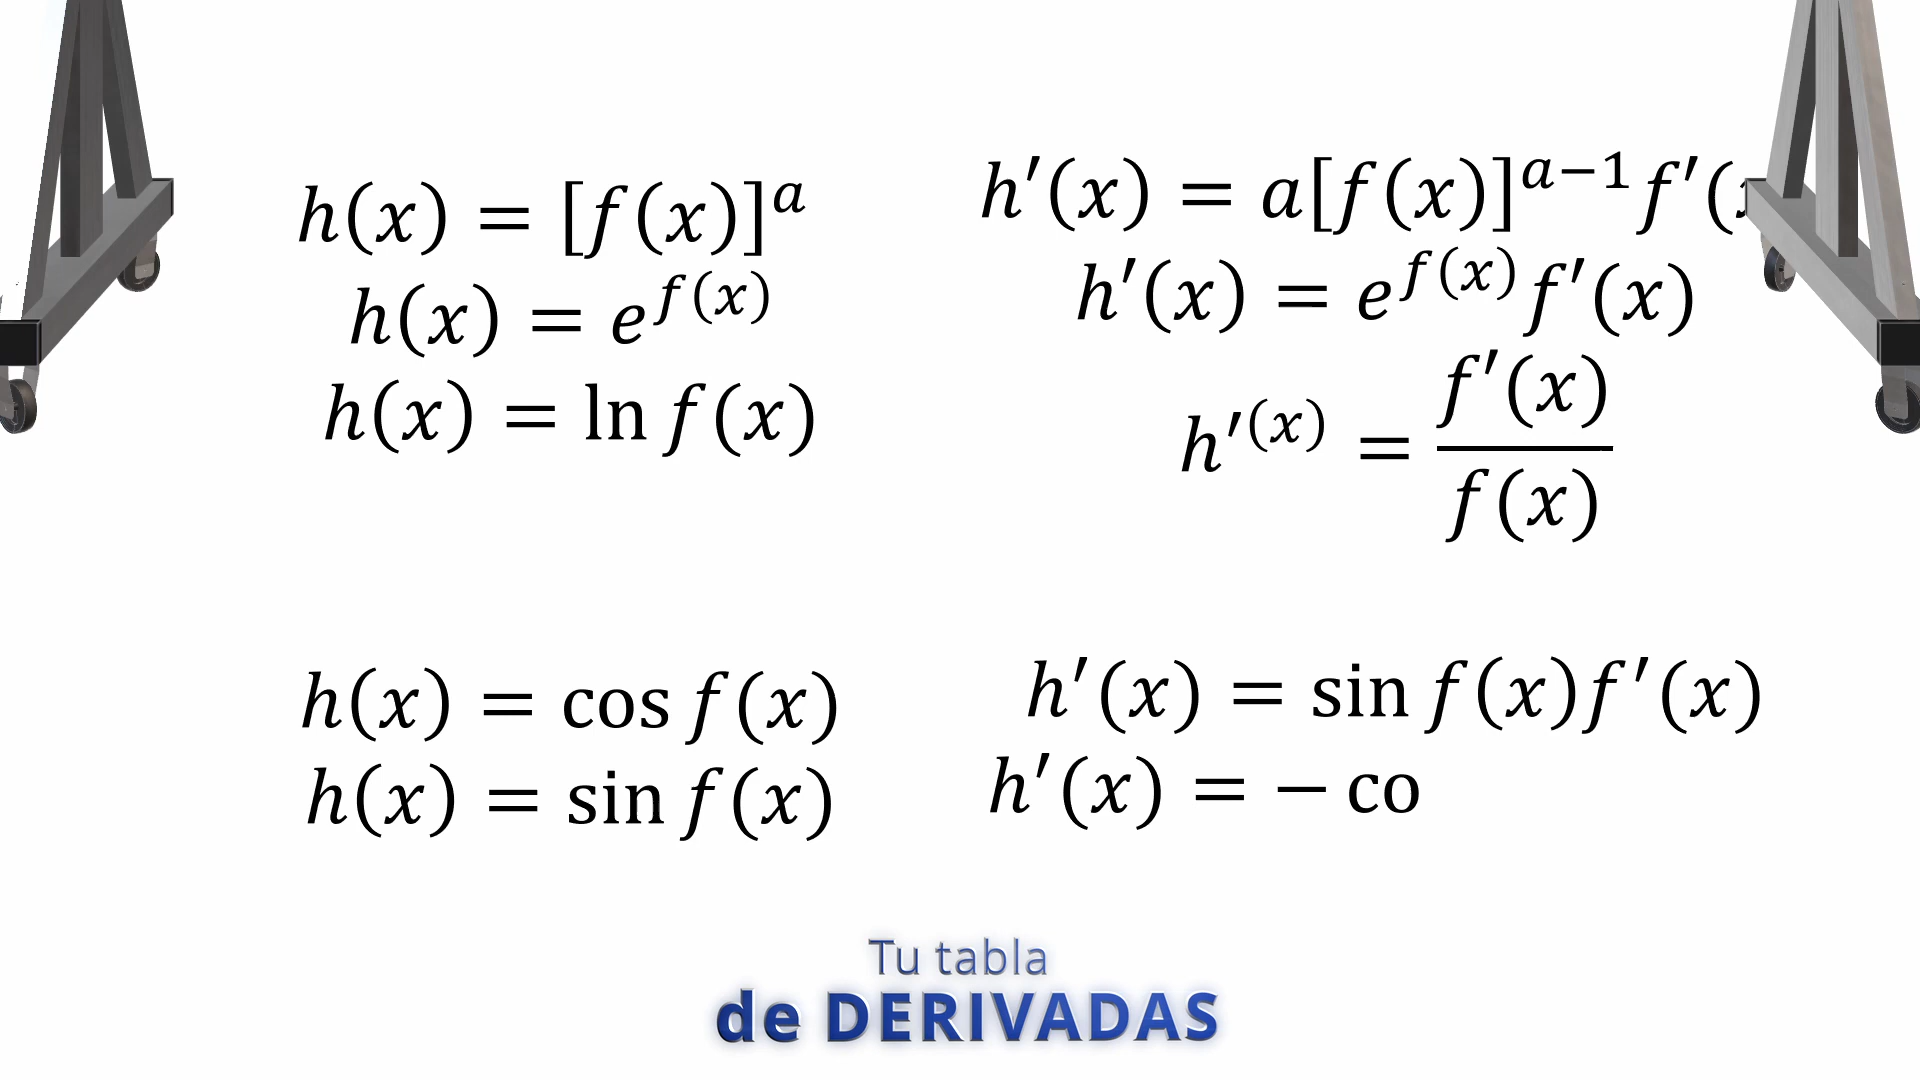 h(x) = [f(x)]^a
h'(x) = a[f(x)]^{a−1} f'(
h(x) = e^{f(x)}
h'(x) = e^{f(x)} f'(x)
h(x) = ln f(x)
h'^{(x)} = f'(x) / f(x)
h(x) = cos f(x)
h'(x) = sin f(x)f'(x)
h(x) = sin f(x)
h'(x) = − co
Tu tabla
de DERIVADAS